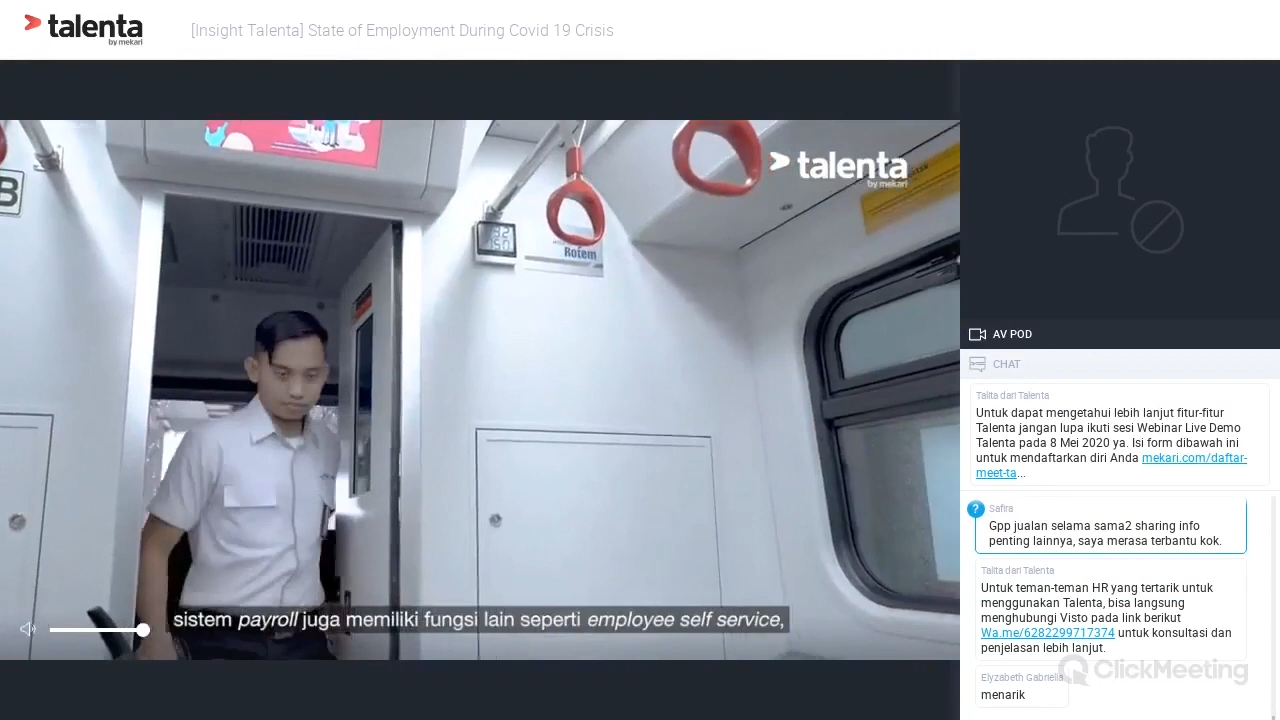 talenta
by mekari
[Insight Talenta] State of Employment During Covid 19 Crisis
B
talenta
by mekari
Rotem
sistem payroll juga memiliki fungsi lain seperti employee self service,
AV POD
CHAT
Talita dari Talenta
Untuk dapat mengetahui lebih lanjut fitur-fitur
Talenta jangan lupa ikuti sesi Webinar Live Demo
Talenta pada 8 Mei 2020 ya. Isi form dibawah ini
untuk mendaftarkan diri Anda mekari.com/daftar-
meet-ta...
?
Safira
Gpp jualan selama sama2 sharing info
penting lainnya, saya merasa terbantu kok.
Talita dari Talenta
Untuk teman-teman HR yang tertarik untuk
menggunakan Talenta, bisa langsung
menghubungi Visto pada link berikut
Wa.me/6282299717374 untuk konsultasi dan
penjelasan lebih lanjut.
ClickMeeting
Elyzabeth Gabriella
menarik